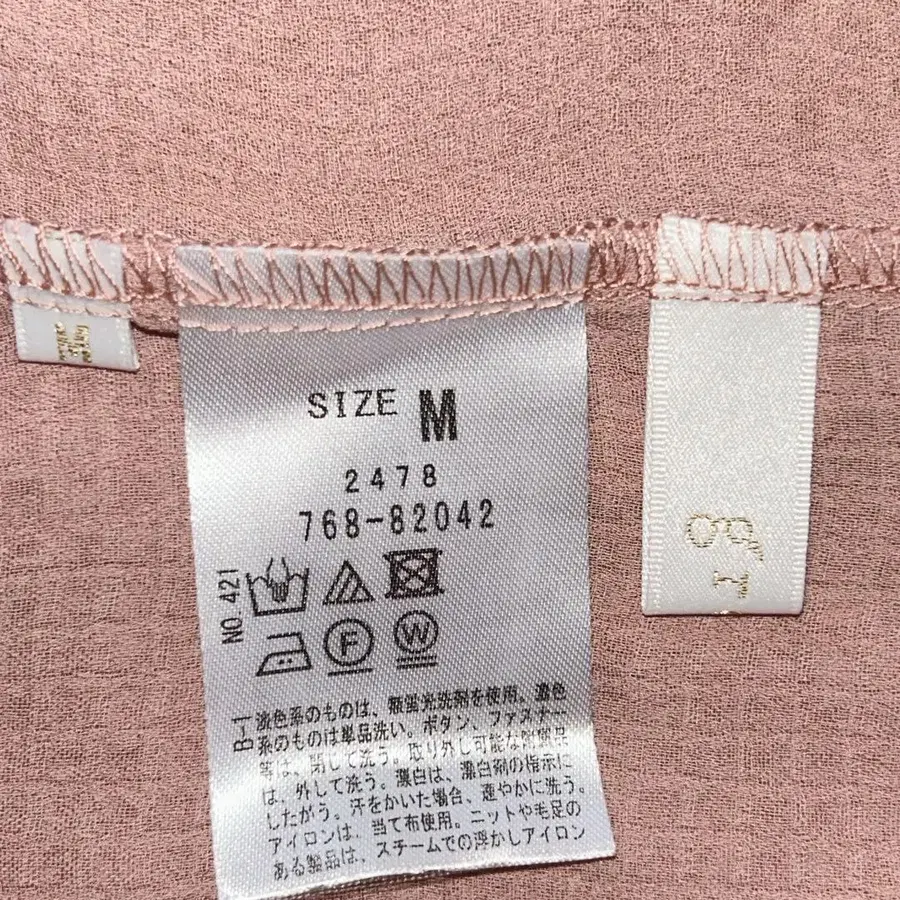 SIZE M
2478
768-82042
NO.421
F W
B-1
淡色系のものは、無蛍光洗剤を使用。濃色
系のものは単品洗い。ボタン、ファスナー
等は、閉じて洗う。取り外し可能な附属品
は、外して洗う。漂白は、漂白剤の指示に
したがう。汗をかいた場合、速やかに洗う。
アイロンは、当て布使用。ニットや毛足の
ある製品は、スチームでの浮かしアイロン